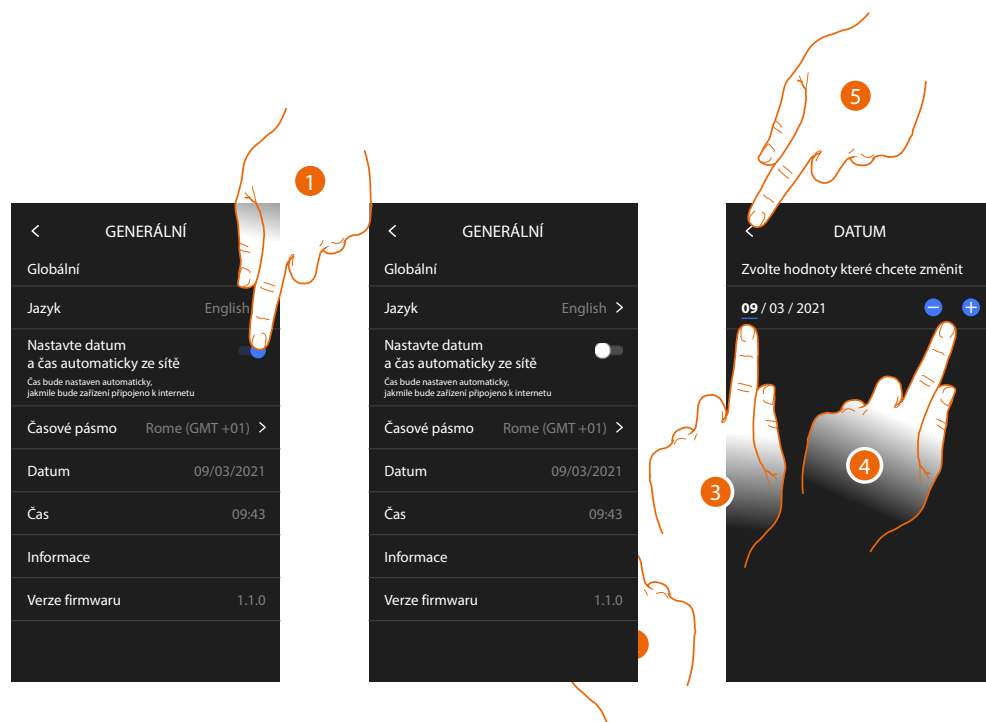 5
1
GENERÁLNÍ
Globální
Jazyk English
Nastavte datum
a čas automaticky ze sítě
Čas bude nastaven automaticky,
jakmile bude zařízení připojeno k internetu
Časové pásmo Rome (GMT +01)
Datum 09/03/2021
Čas 09:43
Informace
Verze firmwaru 1.1.0
GENERÁLNÍ
Globální
Jazyk English
Nastavte datum
a čas automaticky ze sítě
Čas bude nastaven automaticky,
jakmile bude zařízení připojeno k internetu
Časové pásmo Rome (GMT +01)
Datum 09/03/2021
Čas 09:43
Informace
Verze firmwaru 1.1.0
DATUM
Zvolte hodnoty které chcete změnit
09 / 03 / 2021
3
4